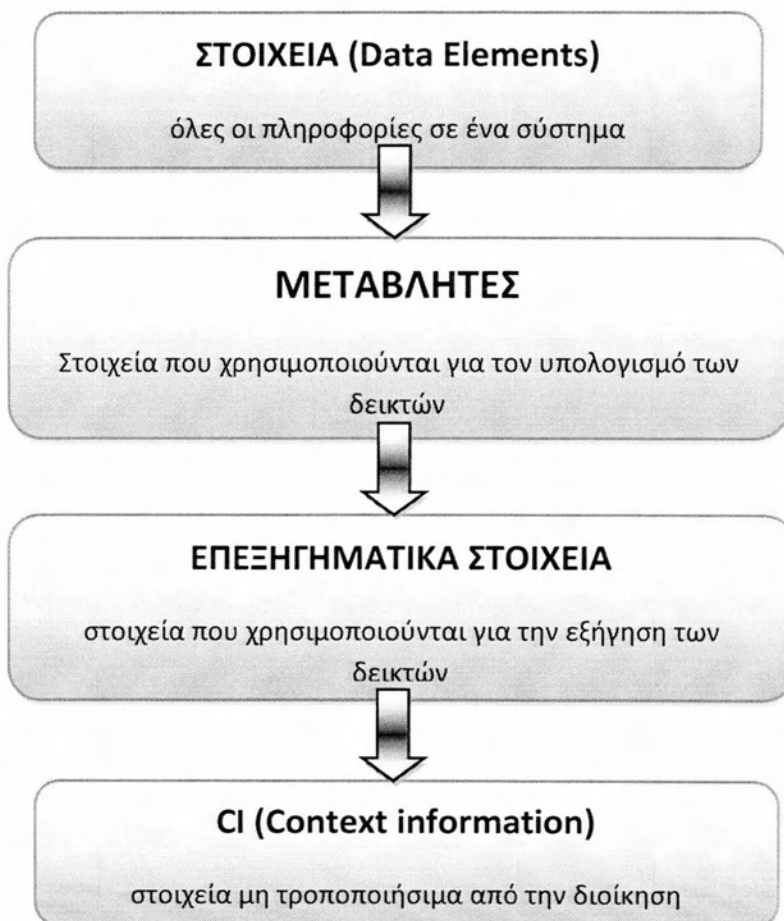 ΣΤΟΙΧΕΙΑ (Data Elements)
όλες οι πληροφορίες σε ένα σύστημα
ΜΕΤΑΒΛΗΤΕΣ
Στοιχεία που χρησιμοποιούνται για τον υπολογισμό των
δεικτών
ΕΠΕΞΗΓΗΜΑΤΙΚΑ ΣΤΟΙΧΕΙΑ
στοιχεία που χρησιμοποιούνται για την εξήγηση των
δεικτών
CI (Context information)
στοιχεία μη τροποποιήσιμα από την διοίκηση